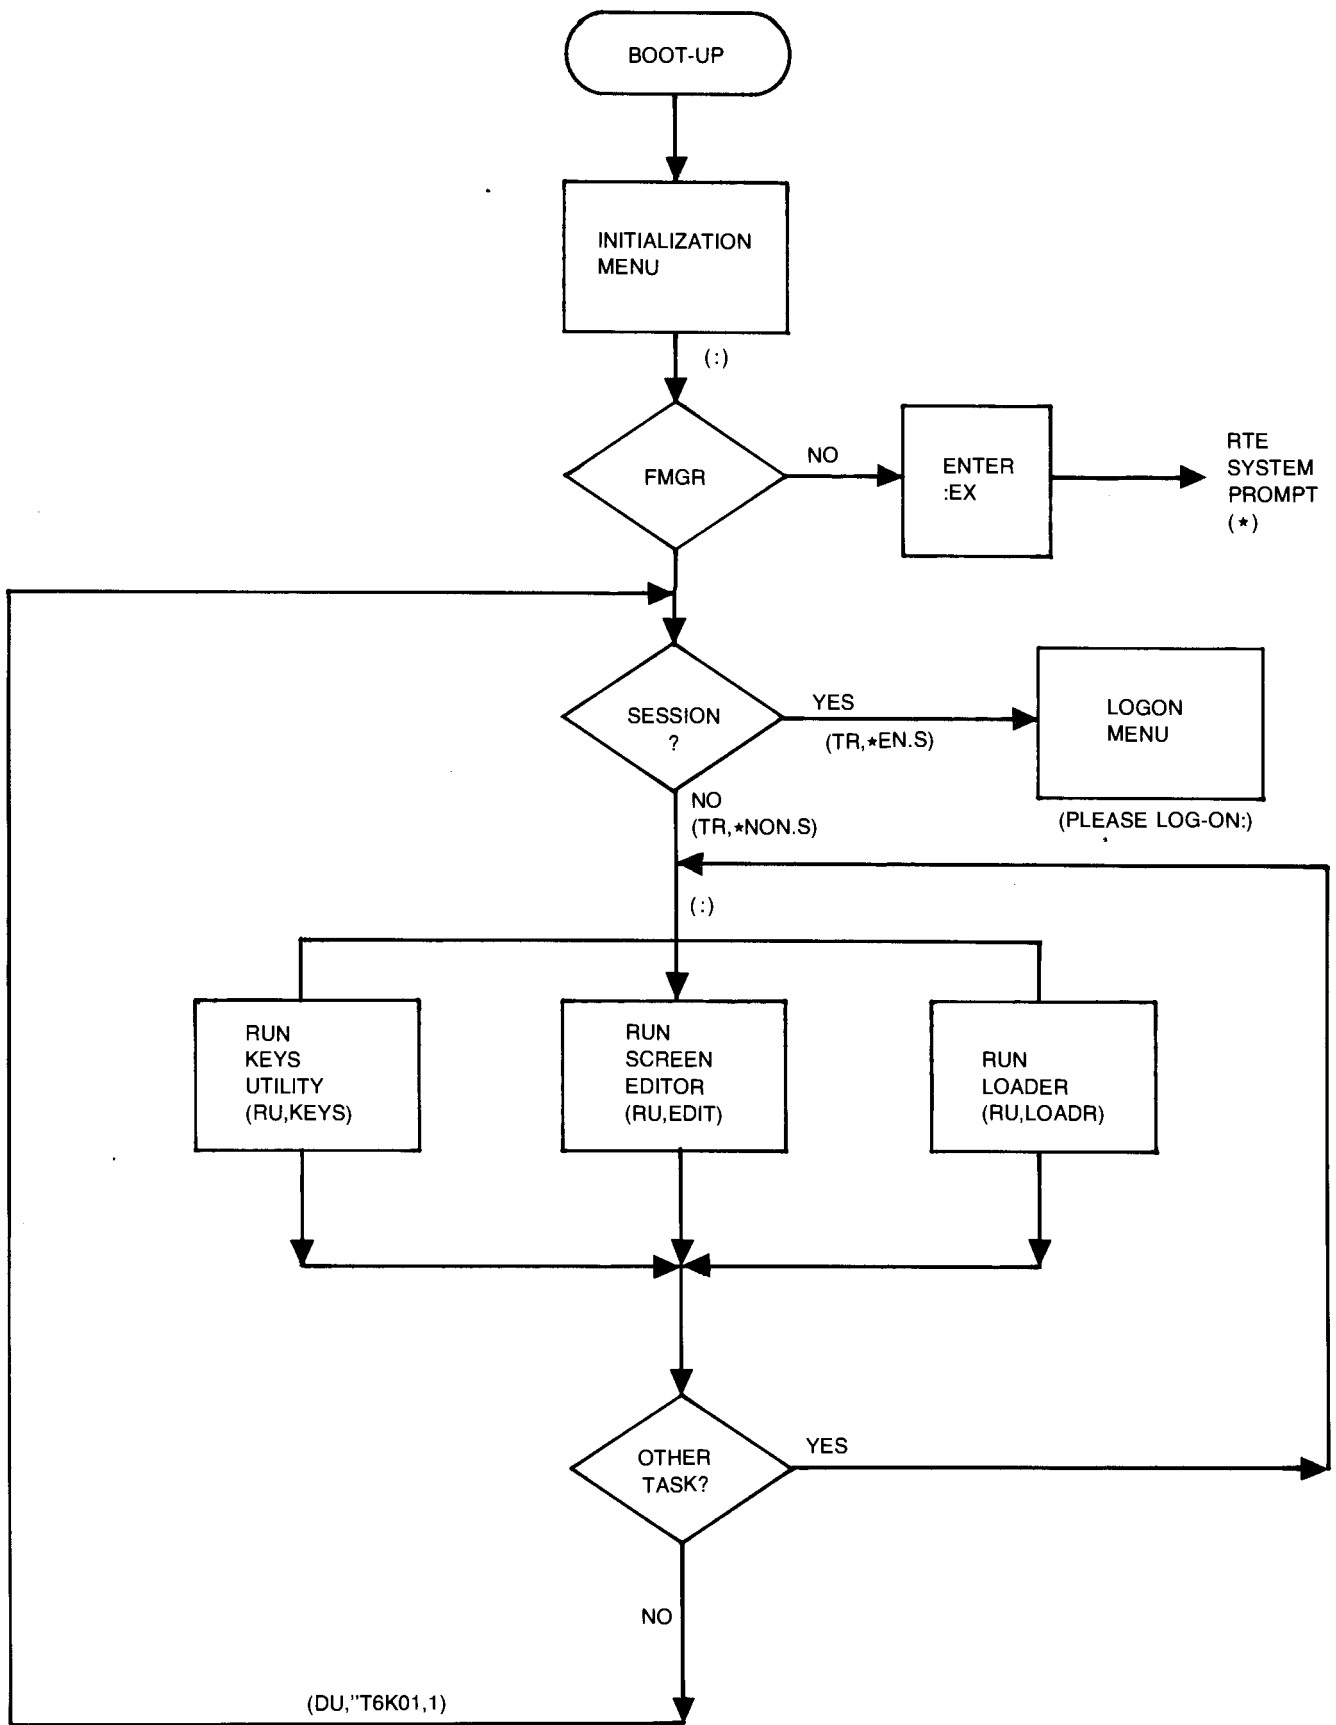 BOOT-UP
INITIALIZATION
MENU
(:)
FMGR
NO
ENTER
:EX
RTE
SYSTEM
PROMPT
(*)
SESSION
?
YES
(TR,*EN.S)
LOGON
MENU
(PLEASE LOG-ON:)
NO
(TR,*NON.S)
(:)
RUN
KEYS
UTILITY
(RU,KEYS)
RUN
SCREEN
EDITOR
(RU,EDIT)
RUN
LOADER
(RU,LOADR)
OTHER
TASK?
YES
NO
(DU,"T6K01,1)